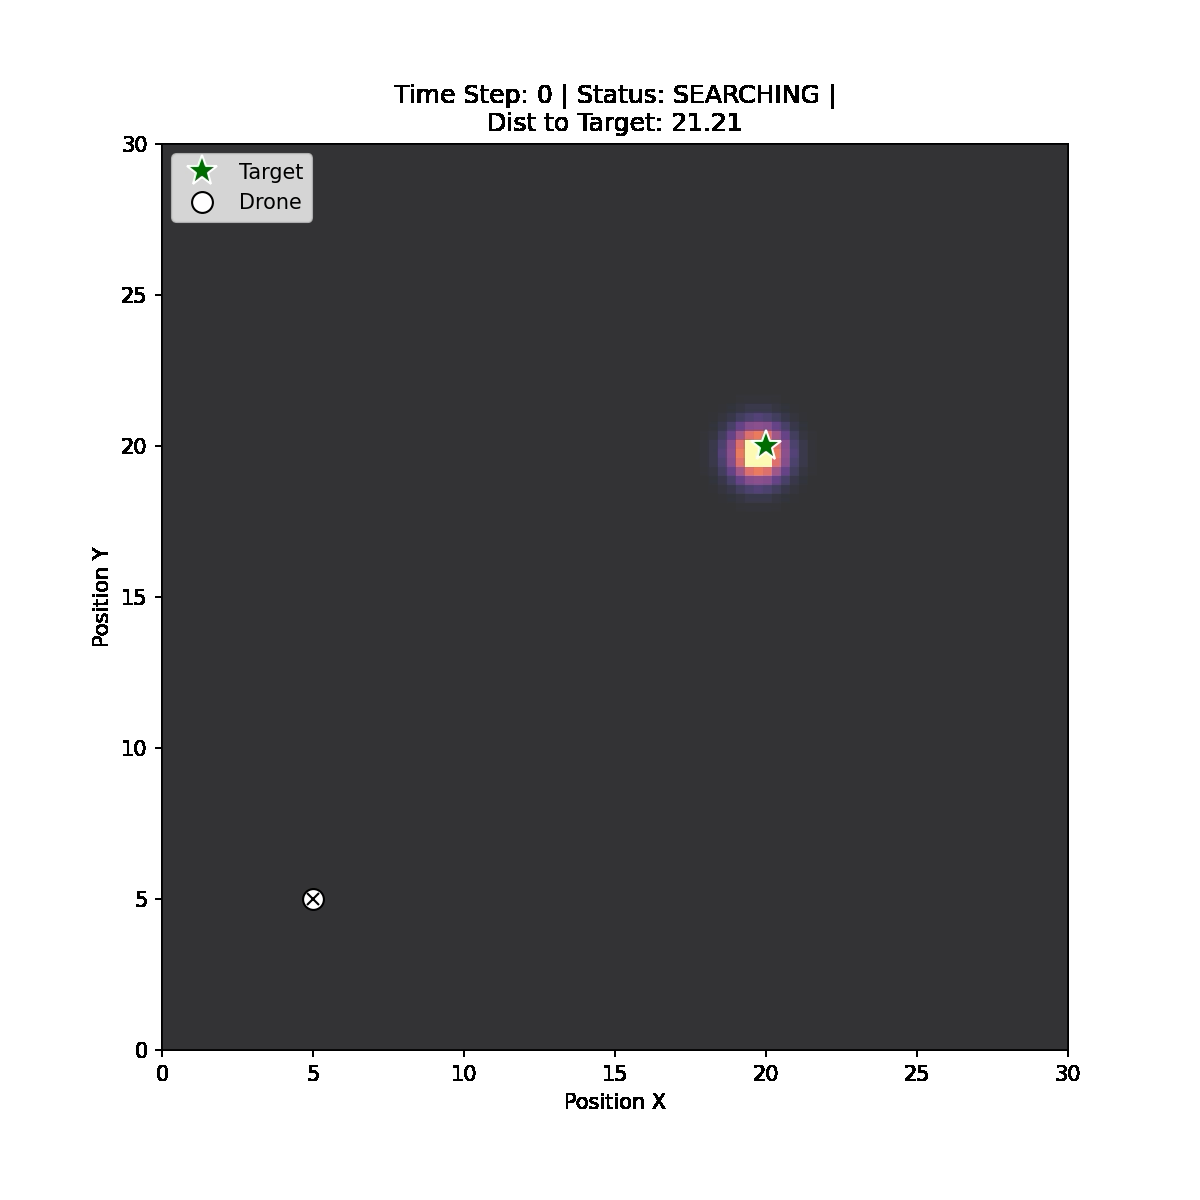 Time Step: 0 | Status: SEARCHING |
Dist to Target: 21.21
Target
Drone
30
25
20
15
10
5
0
Position Y
0 5 10 15 20 25 30
Position X